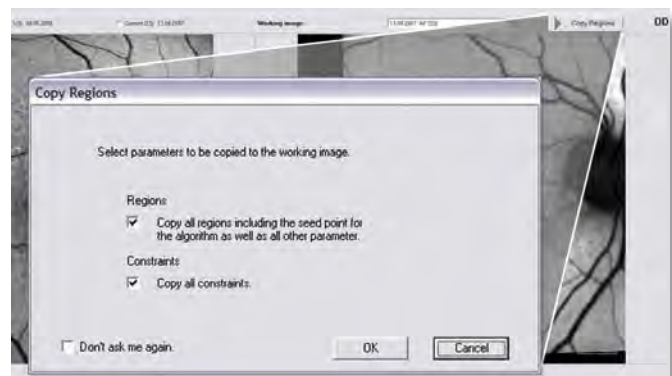 Working image:
Copy Regions
OD
Copy Regions
Select parameters to be copied to the working image.
Regions
Copy all regions including the seed point for
the algorithm as well as all other parameter.
Constraints
Copy all constraints.
Don't ask me again.
OK
Cancel